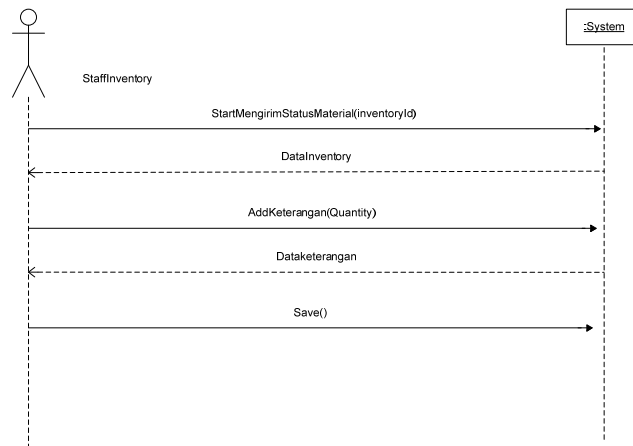 :System
StaffInventory
StartMengirimStatusMaterial(inventoryId)
DataInventory
AddKeterangan(Quantity)
Dataketerangan
Save()